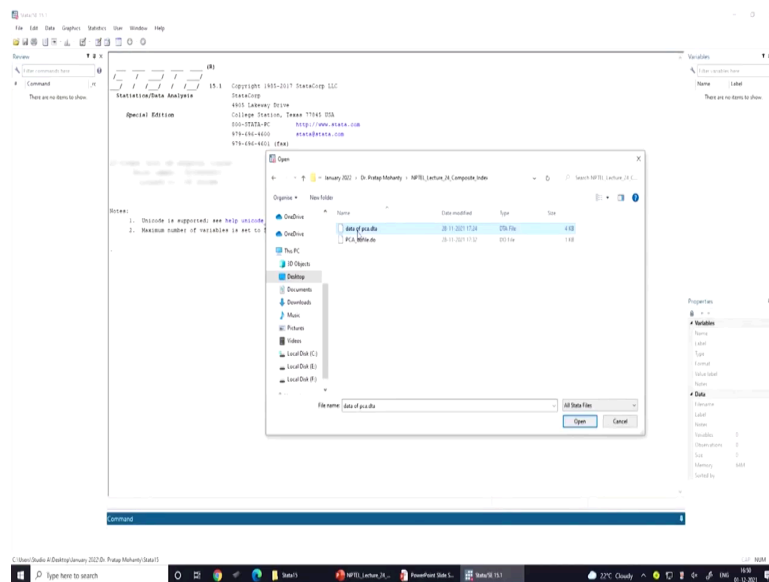 Stata/SE 15.1
File Edit Data Graphics Statistics User Window Help
Review
Filter commands here
# Command _rc
There are no items to show.
(R)
15.1 Copyright 1985-2017 StataCorp LLC
Statistics/Data Analysis StataCorp
4905 Lakeway Drive
Special Edition College Station, Texas 77845 USA
800-STATA-PC http://www.stata.com
979-696-4600 stata@stata.com
979-696-4601 (fax)
Notes:
1. Unicode is supported; see help unicode_
2. Maximum number of variables is set to
Open
January 2022 › Dr. Pratap Mohanty › NPTEL_Lecture_24_Composite_Index
Search NPTEL_Lecture_24_C...
Organise New folder
Name Date modified Type Size
data of pca.dta 28-11-2021 17:24 DTA File 4 KB
28-11-2021 17:32 DO File 1 KB
OneDrive
OneDrive
This PC
3D Objects
Desktop
Documents
Downloads
Music
Pictures
Videos
Local Disk (C:)
Local Disk (E:)
Local Disk (F:)
File name: data of pca.dta
All Stata Files
Open Cancel
Variables
Filter variables here
Name Label
There are no items to show.
Properties
Variables
Name
Label
Type
Format
Value label
Notes
Data
Filename
Label
Notes
Variables 0
Observations 0
Size 0
Memory 64M
Sorted by
Command
C:\Users\Studio A\Desktop\January 2022\Dr. Pratap Mohanty\Stata15
CAP NUM
Type here to search
Stata15
NPTEL_Lecture_24_...
PowerPoint Slide S...
Stata/SE 15.1
22°C Cloudy
ENG
16:50
01-12-2021